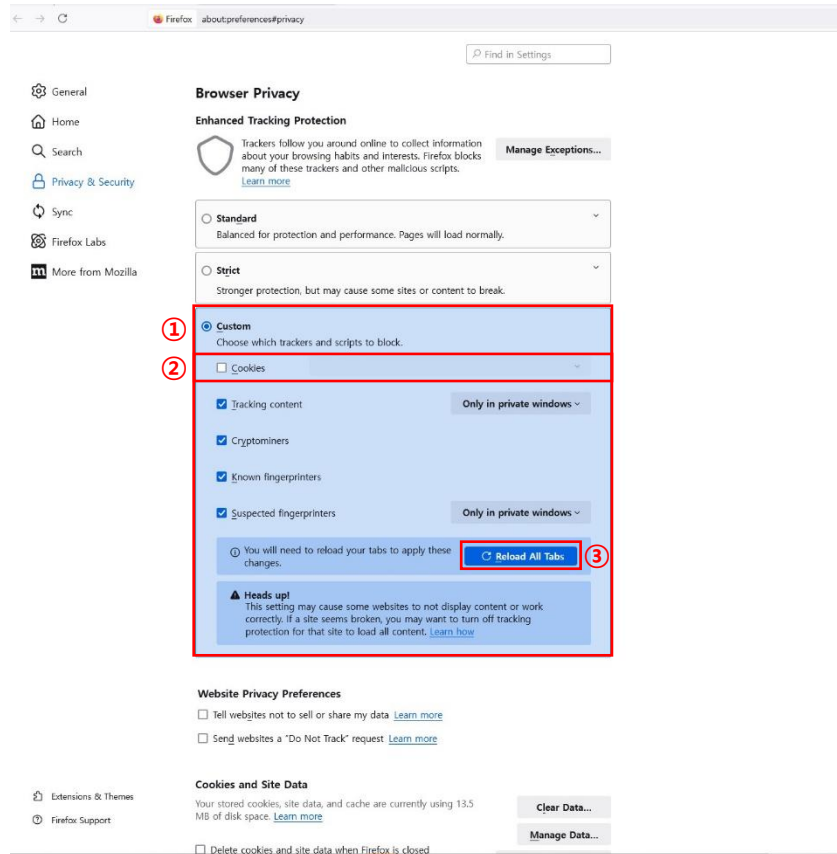 Firefox about:preferences#privacy
Find in Settings
General
Home
Search
Privacy & Security
Sync
Firefox Labs
More from Mozilla
Browser Privacy
Enhanced Tracking Protection
Trackers follow you around online to collect information
about your browsing habits and interests. Firefox blocks
many of these trackers and other malicious scripts.
Learn more
Manage Exceptions...
Standard
Balanced for protection and performance. Pages will load normally.
Strict
Stronger protection, but may cause some sites or content to break.
①
Custom
Choose which trackers and scripts to block.
②
Cookies
Tracking content Only in private windows
Cryptominers
Known fingerprinters
Suspected fingerprinters Only in private windows
You will need to reload your tabs to apply these
changes.
Reload All Tabs
③
Heads up!
This setting may cause some websites to not display content or work
correctly. If a site seems broken, you may want to turn off tracking
protection for that site to load all content. Learn how
Website Privacy Preferences
Tell websites not to sell or share my data Learn more
Send websites a "Do Not Track" request Learn more
Cookies and Site Data
Your stored cookies, site data, and cache are currently using 13.5
MB of disk space. Learn more
Clear Data...
Manage Data...
Delete cookies and site data when Firefox is closed
Extensions & Themes
Firefox Support